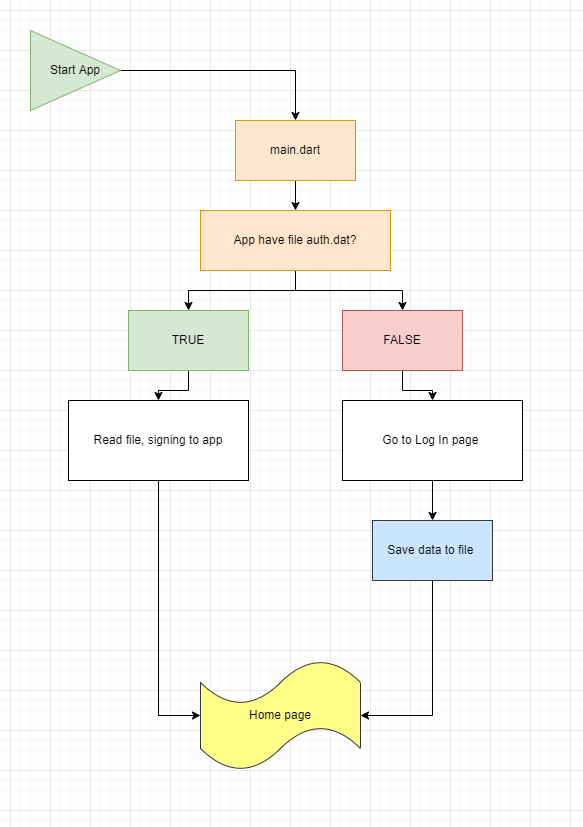 Start App
main.dart
App have file auth.dat?
TRUE
FALSE
Read file, signing to app
Go to Log In page
Save data to file
Home page